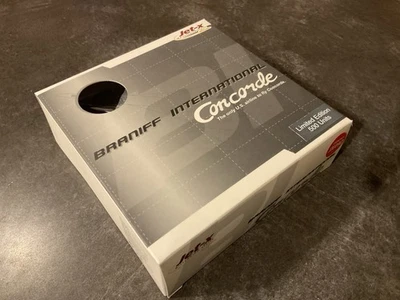 Jet-X
BRANIFF INTERNATIONAL
Concorde
The only U.S. airline to fly Concorde.
Limited Edition
500 Units
Jet-X